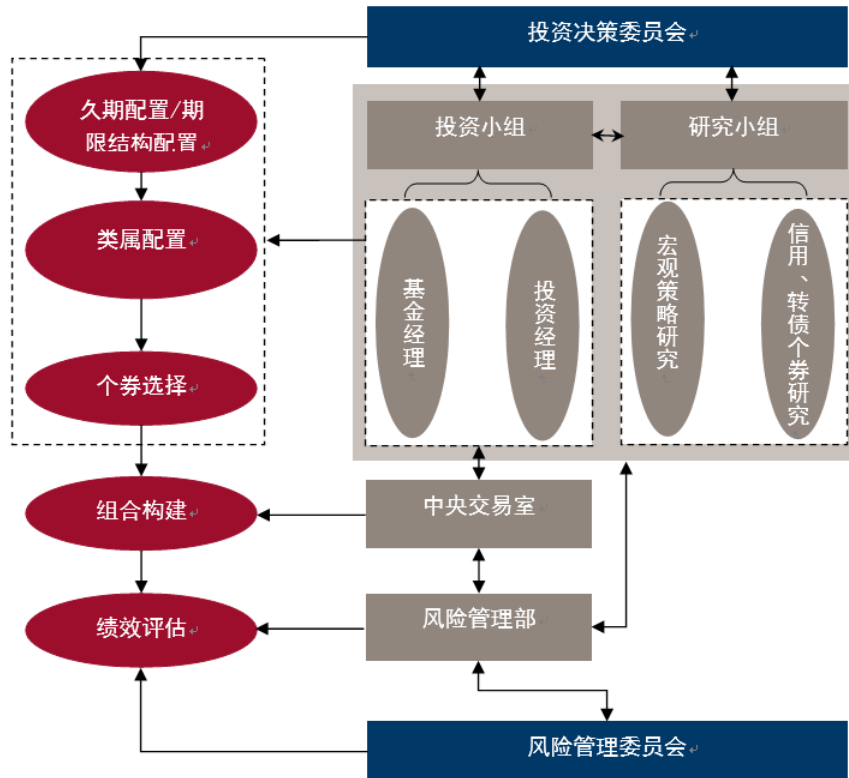 投资决策委员会
久期配置/期
限结构配置
投资小组
研究小组
类属配置
基金经理
投资经理
宏观策略研究
信用、转债个券研究
个券选择
组合构建
中央交易室
绩效评估
风险管理部
风险管理委员会